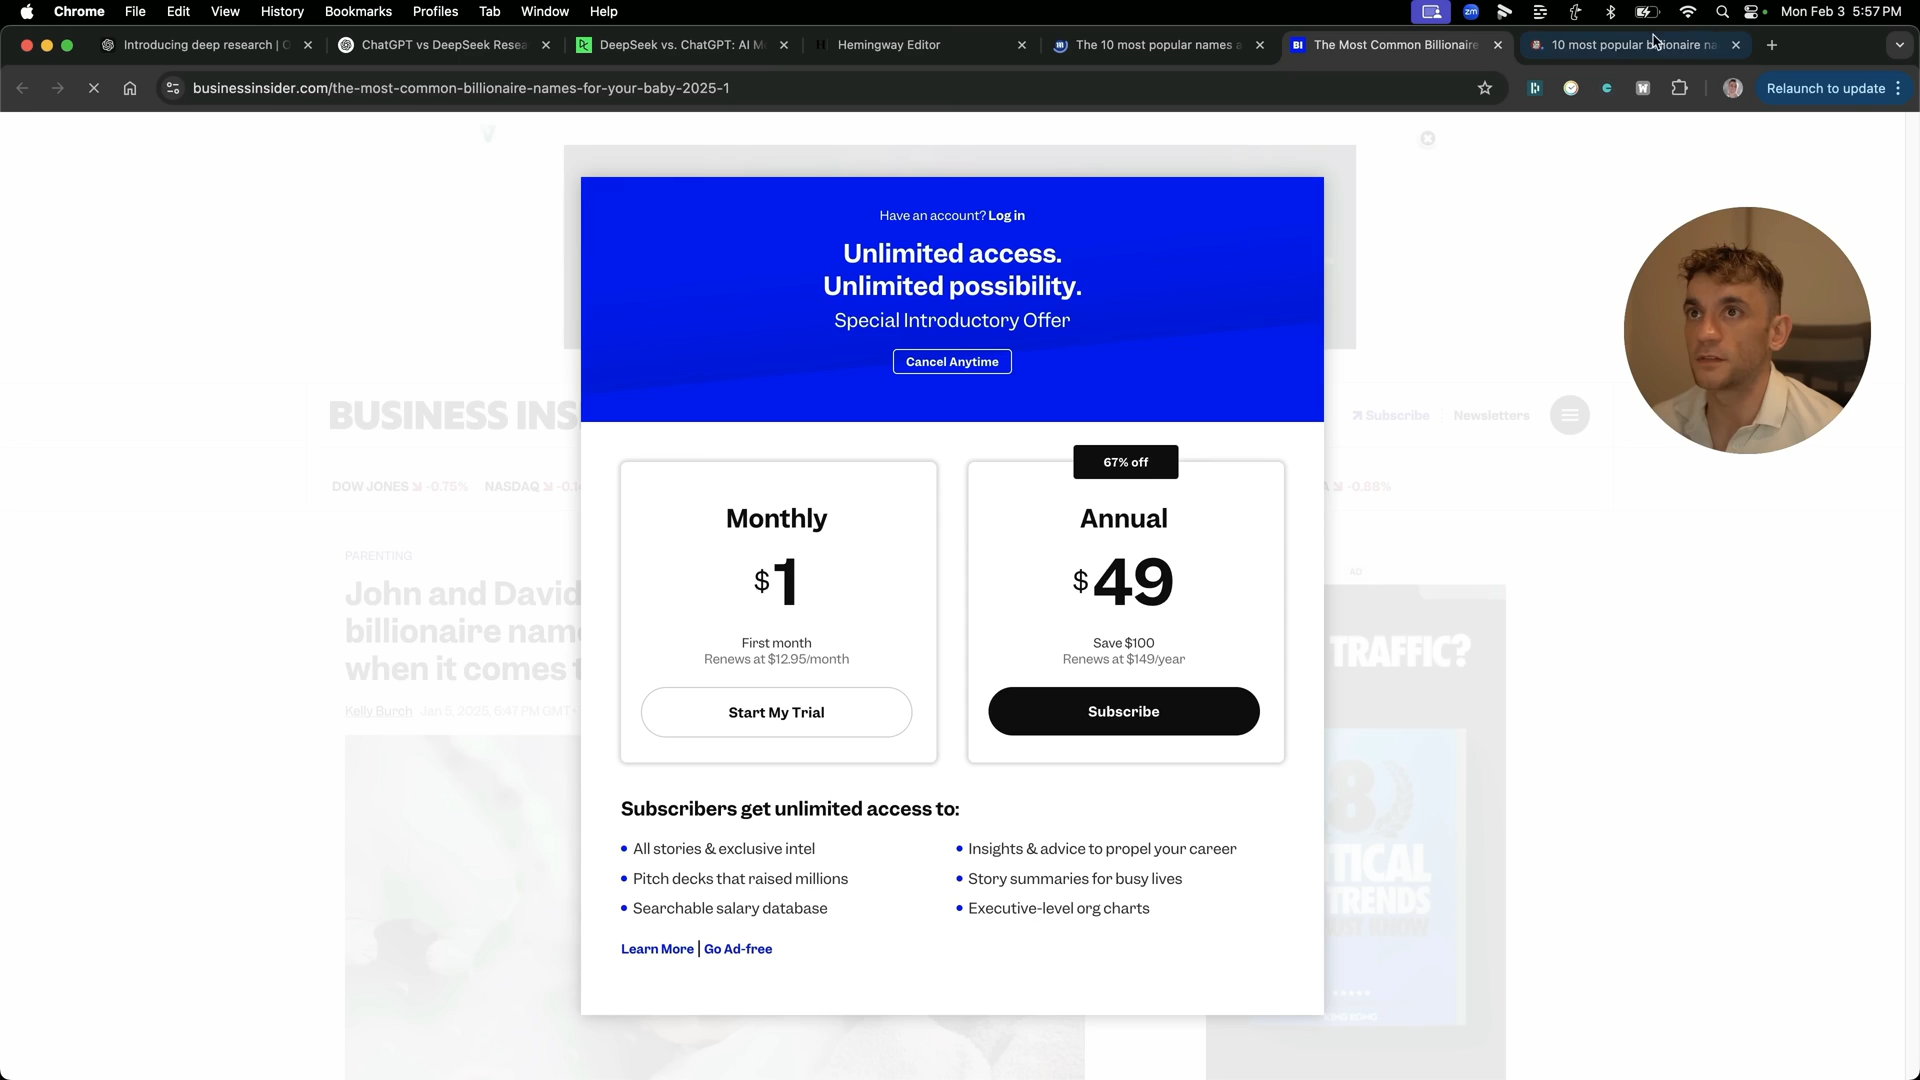 Chrome File Edit View History Bookmarks Profiles Tab Window Help
zm
Mon Feb 3 5:57 PM
Introducing deep research |
ChatGPT vs DeepSeek Resea
DeepSeek vs. ChatGPT: AI M
Hemingway Editor
The 10 most popular names a
The Most Common Billionaire
10 most popular billionaire na
businessinsider.com/the-most-common-billionaire-names-for-your-baby-2025-1
Relaunch to update
Have an account? Log in
Unlimited access.
Unlimited possibility.
Special Introductory Offer
Cancel Anytime
BUSINESS INS
Subscribe
Newsletters
DOW JONES -0.75% NASDAQ
-0.88%
67% off
Monthly
$1
First month
Renews at $12.95/month
Start My Trial
Annual
$49
Save $100
Renews at $149/year
Subscribe
PARENTING
John and David
billionaire nam
when it comes t
Kelly Burch Jan 5, 2025, 6:47 PM GMT+
AD
TRAFFIC?
8
TICAL
TRENDS
UST KNOW
Subscribers get unlimited access to:
All stories & exclusive intel
Pitch decks that raised millions
Searchable salary database
Insights & advice to propel your career
Story summaries for busy lives
Executive-level org charts
Learn More | Go Ad-free